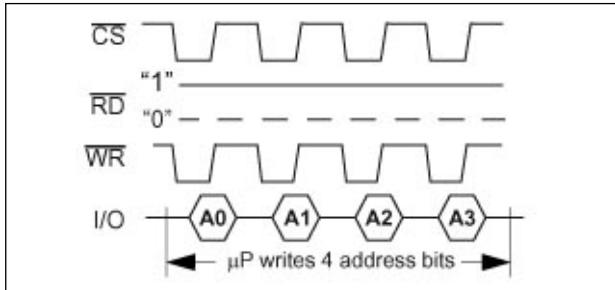 CS
"1"
RD
"0"
WR
I/O A0 A1 A2 A3
µP writes 4 address bits